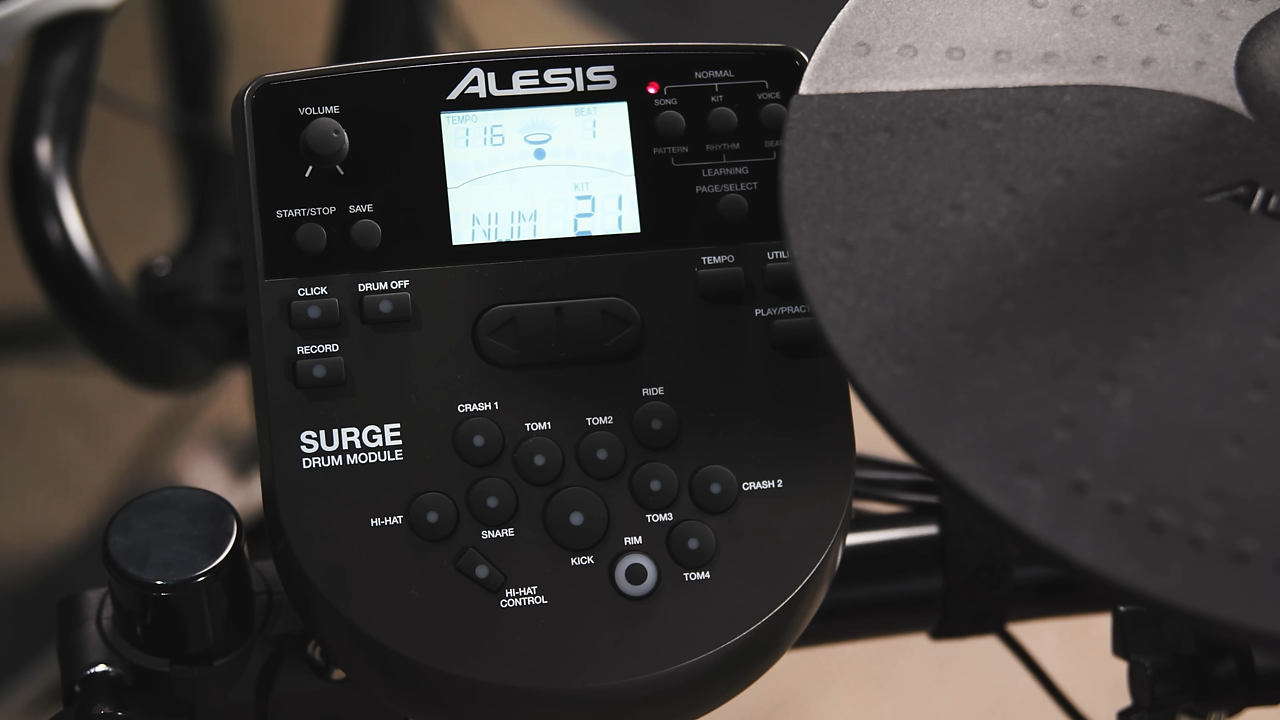 ALESIS
VOLUME
START/STOP
SAVE
TEMPO
116
BEAT
1
KIT
NUM
21
NORMAL
SONG
KIT
VOICE
PATTERN
RHYTHM
LEARNING
PAGE/SELECT
TEMPO
CLICK
DRUM OFF
RECORD
SURGE
DRUM MODULE
CRASH 1
TOM1
TOM2
RIDE
HI-HAT
SNARE
KICK
TOM3
CRASH 2
RIM
TOM4
HI-HAT
CONTROL